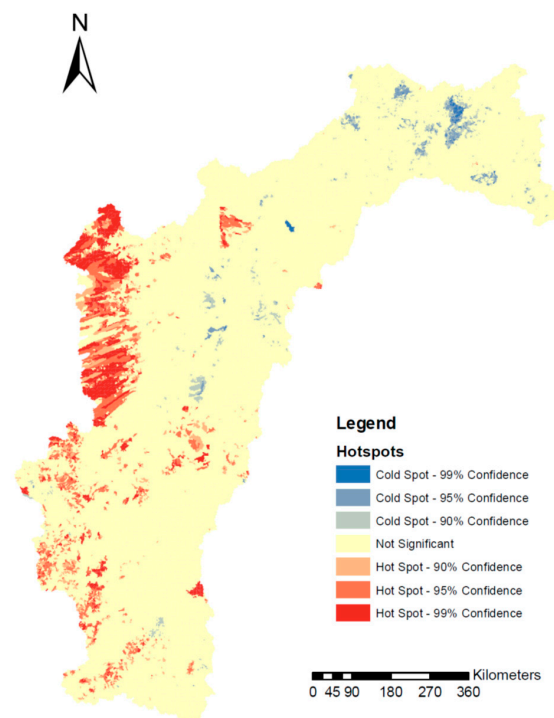 N
Legend
Hotspots
Cold Spot - 99% Confidence
Cold Spot - 95% Confidence
Cold Spot - 90% Confidence
Not Significant
Hot Spot - 90% Confidence
Hot Spot - 95% Confidence
Hot Spot - 99% Confidence
Kilometers
0 45 90 180 270 360